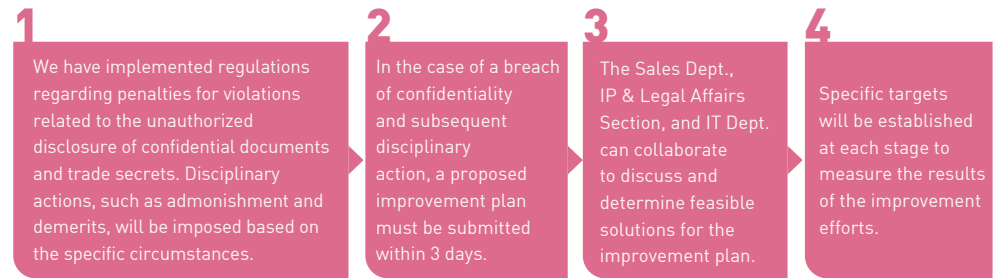 1
We have implemented regulations
regarding penalties for violations
related to the unauthorized
disclosure of confidential documents
and trade secrets. Disciplinary
actions, such as admonishment and
demerits, will be imposed based on
the specific circumstances.
2
In the case of a breach
of confidentiality
and subsequent
disciplinary
action, a proposed
improvement plan
must be submitted
within 3 days.
3
The Sales Dept.,
IP & Legal Affairs
Section, and IT Dept.
can collaborate
to discuss and
determine feasible
solutions for the
improvement plan.
4
Specific targets
will be established
at each stage to
measure the results
of the improvement
efforts.